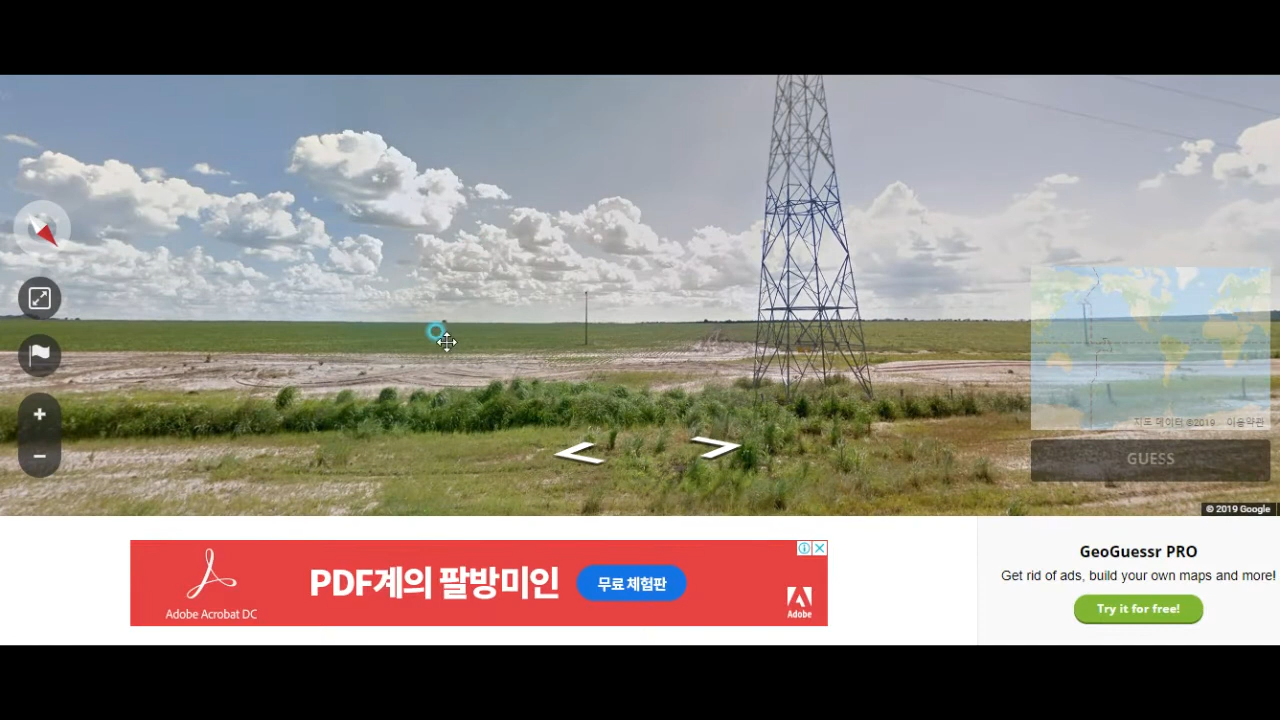 지도 데이터 ©2019 이용약관
GUESS
© 2019 Google
PDF계의 팔방미인
무료 체험판
Adobe Acrobat DC
Adobe
GeoGuessr PRO
Get rid of ads, build your own maps and more!
Try it for free!